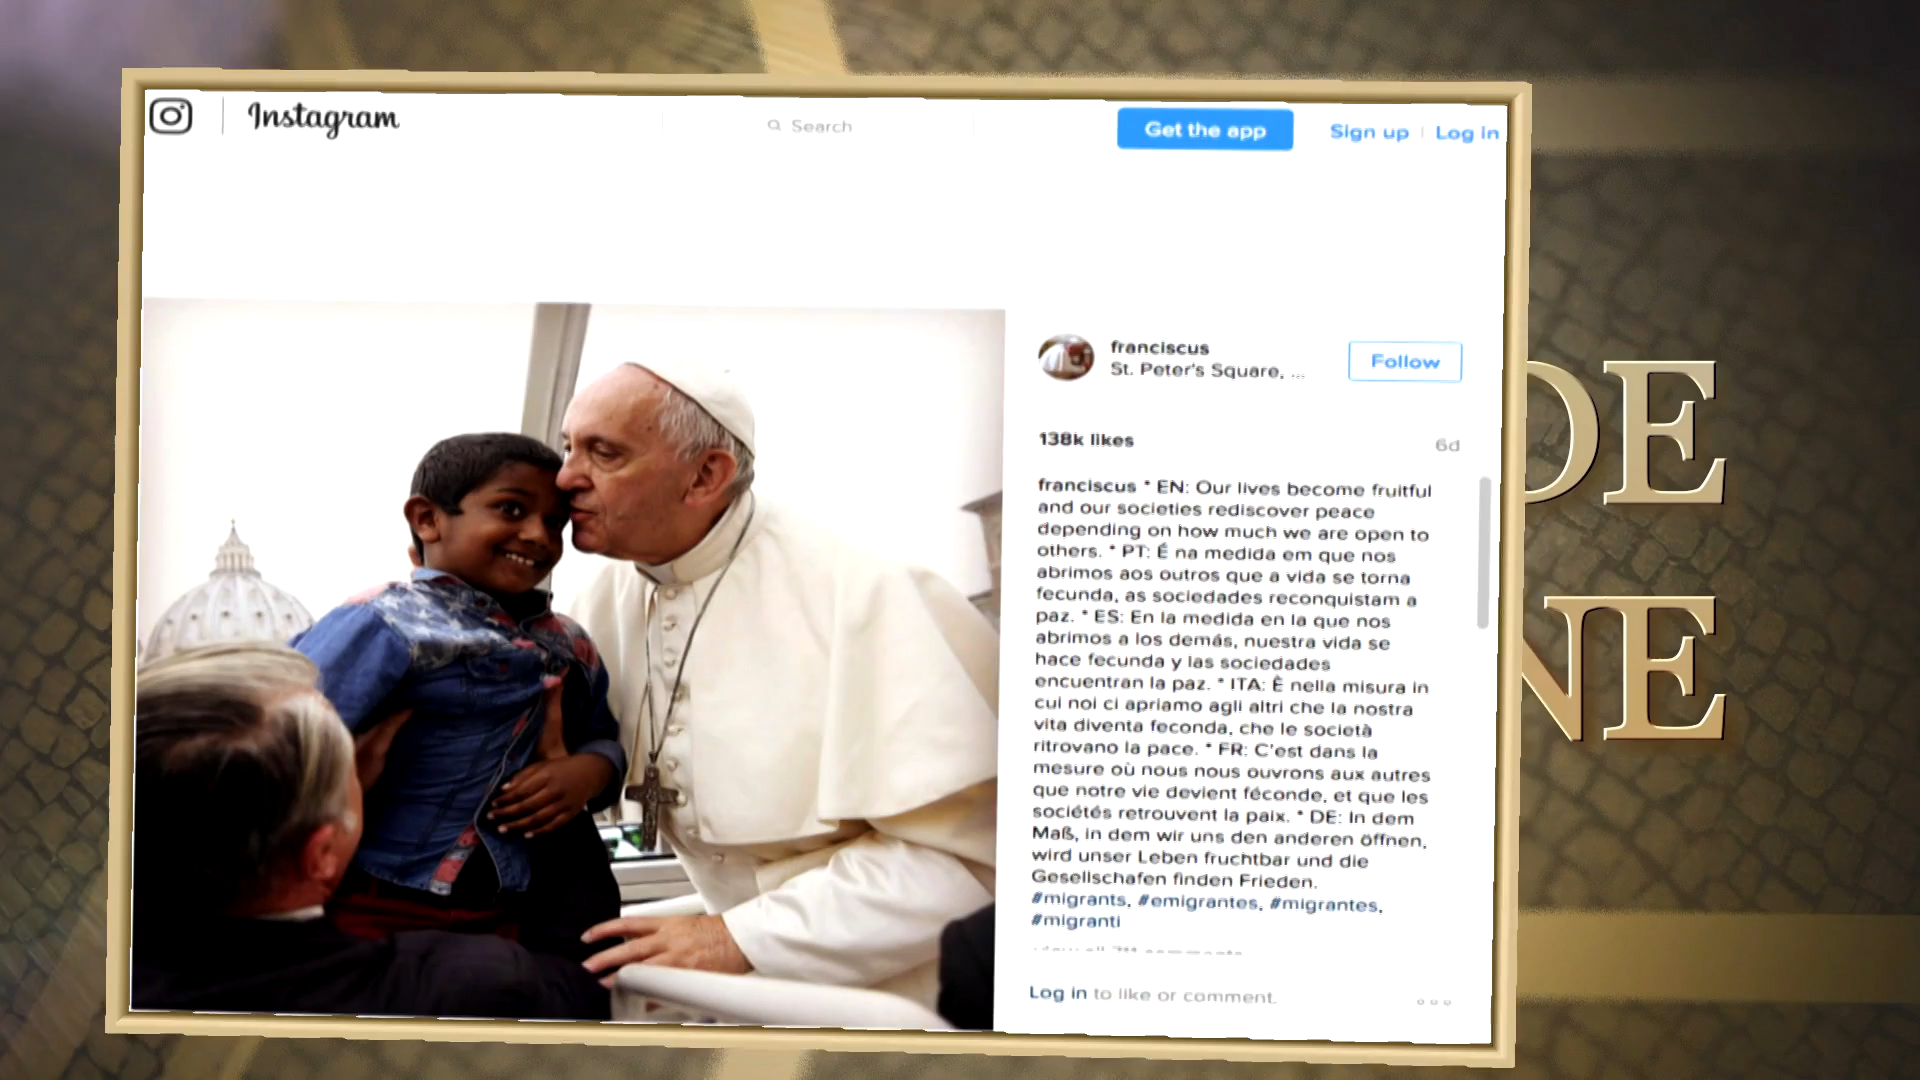 Instagram
Search
Get the app
Sign up
Log in
franciscus
St. Peter's Square, ...
Follow
138k likes
6d
franciscus * EN: Our lives become fruitful
and our societies rediscover peace
depending on how much we are open to
others. * PT: É na medida em que nos
abrimos aos outros que a vida se torna
fecunda, as sociedades reconquistam a
paz. * ES: En la medida en la que nos
abrimos a los demás, nuestra vida se
hace fecunda y las sociedades
encuentran la paz. * ITA: È nella misura in
cui noi ci apriamo agli altri che la nostra
vita diventa feconda, che le società
ritrovano la pace. * FR: C'est dans la
mesure où nous nous ouvrons aux autres
que notre vie devient féconde, et que les
sociétés retrouvent la paix. * DE: In dem
Maß, in dem wir uns den anderen öffnen,
wird unser Leben fruchtbar und die
Gesellschafen finden Frieden.
#migrants, #emigrantes, #migrantes,
#migranti
Log in to like or comment.
DE
NE